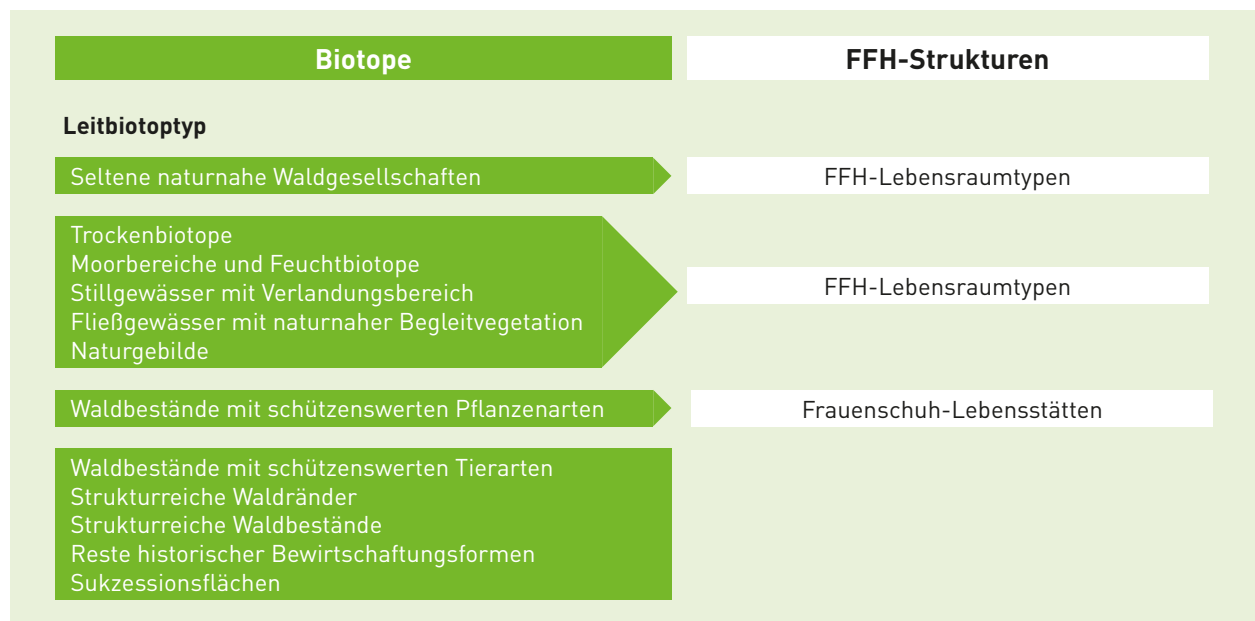 Biotope
FFH-Strukturen
Leitbiotoptyp
Seltene naturnahe Waldgesellschaften
FFH-Lebensraumtypen
Trockenbiotope
Moorbereiche und Feuchtbiotope
Stillgewässer mit Verlandungsbereich
Fließgewässer mit naturnaher Begleitvegetation
Naturgebilde
FFH-Lebensraumtypen
Waldbestände mit schützenswerten Pflanzenarten
Frauenschuh-Lebensstätten
Waldbestände mit schützenswerten Tierarten
Strukturreiche Waldränder
Strukturreiche Waldbestände
Reste historischer Bewirtschaftungsformen
Sukzessionsflächen